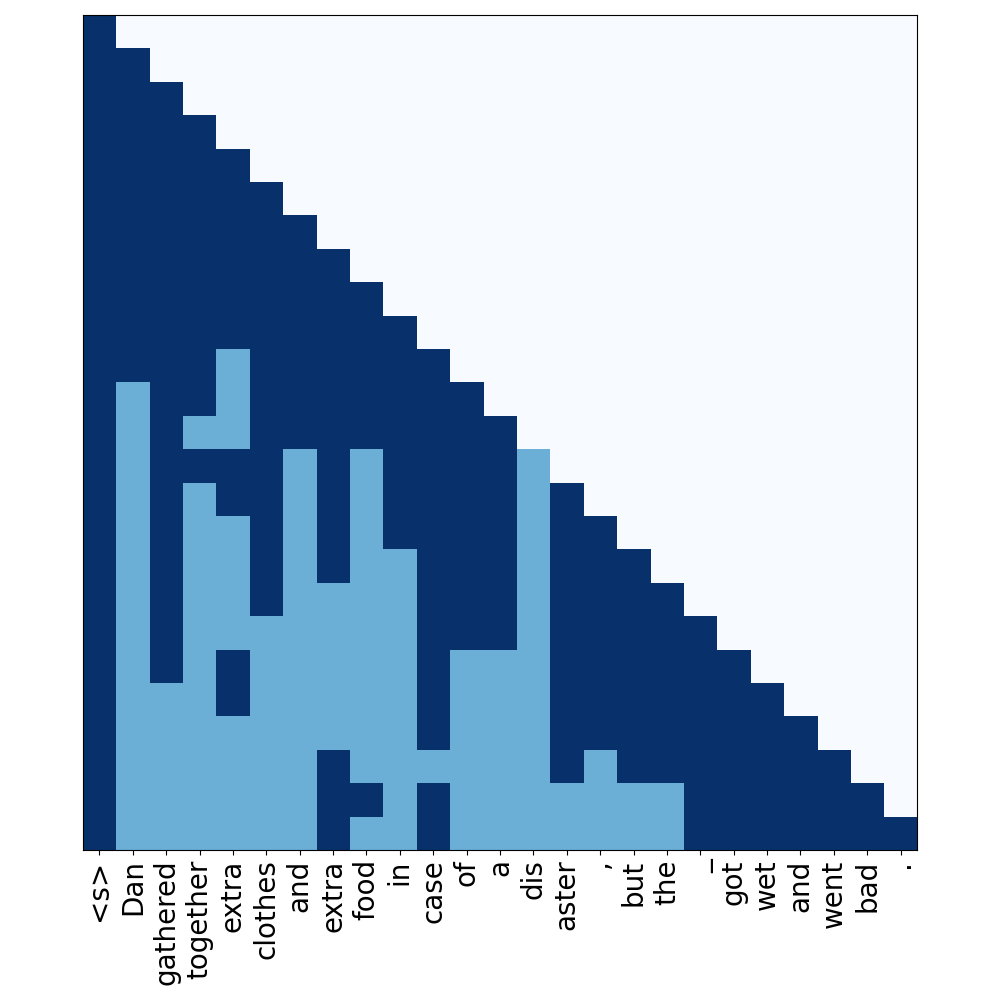 <s> Dan gathered together extra clothes and extra food in case of a dis aster , but the _ got wet and went bad .